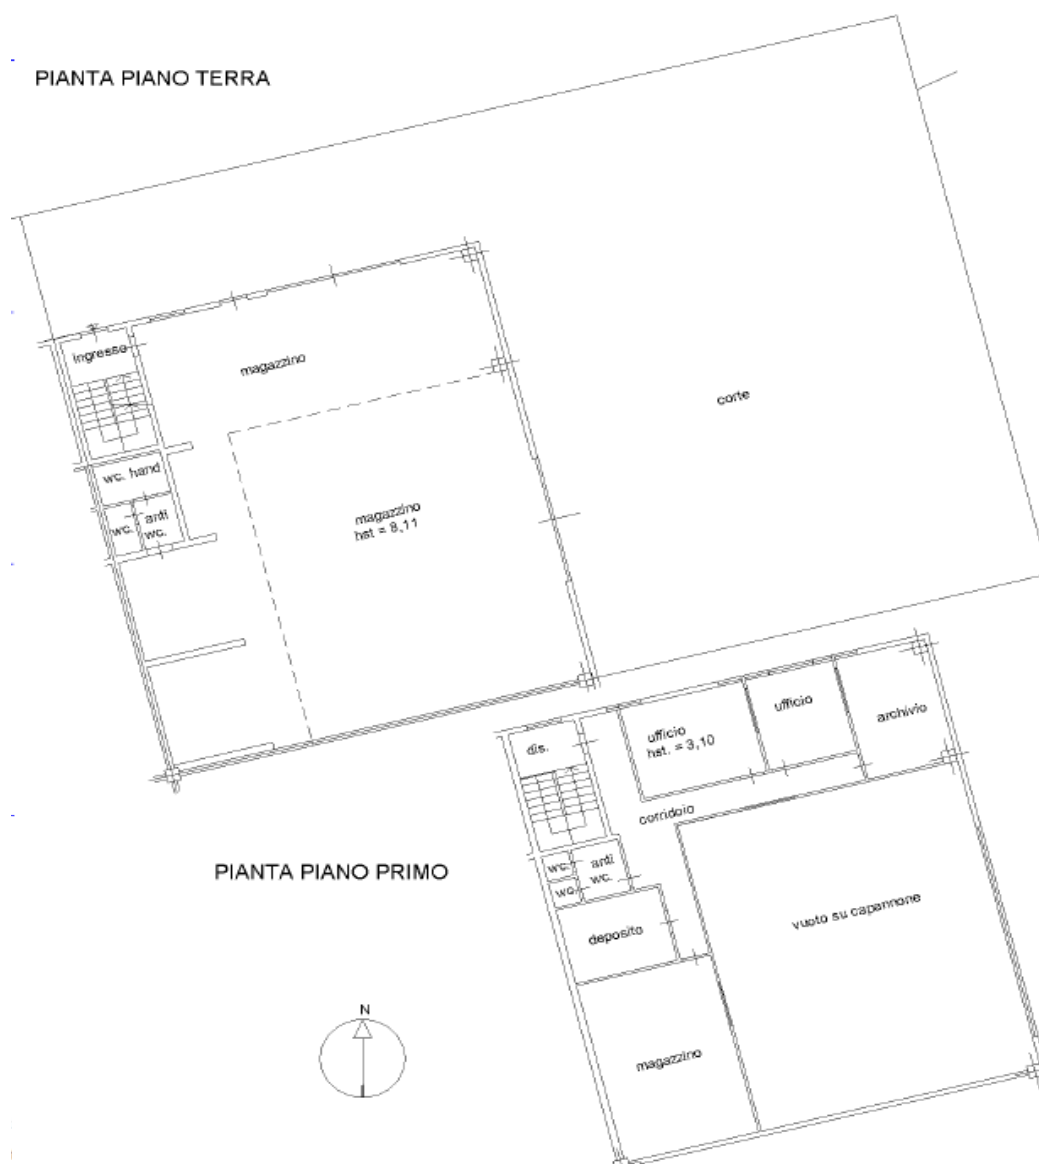 PIANTA PIANO TERRA
ingresso
magazzino
corte
wc. hand
magazzino
hst = 8,11
wc.
anti
wc.
ufficio
archivio
ufficio
hst. = 3,10
dis.
corridoio
PIANTA PIANO PRIMO
wc.
anti
wc.
wc.
vuoto su capannone
deposito
N
magazzino